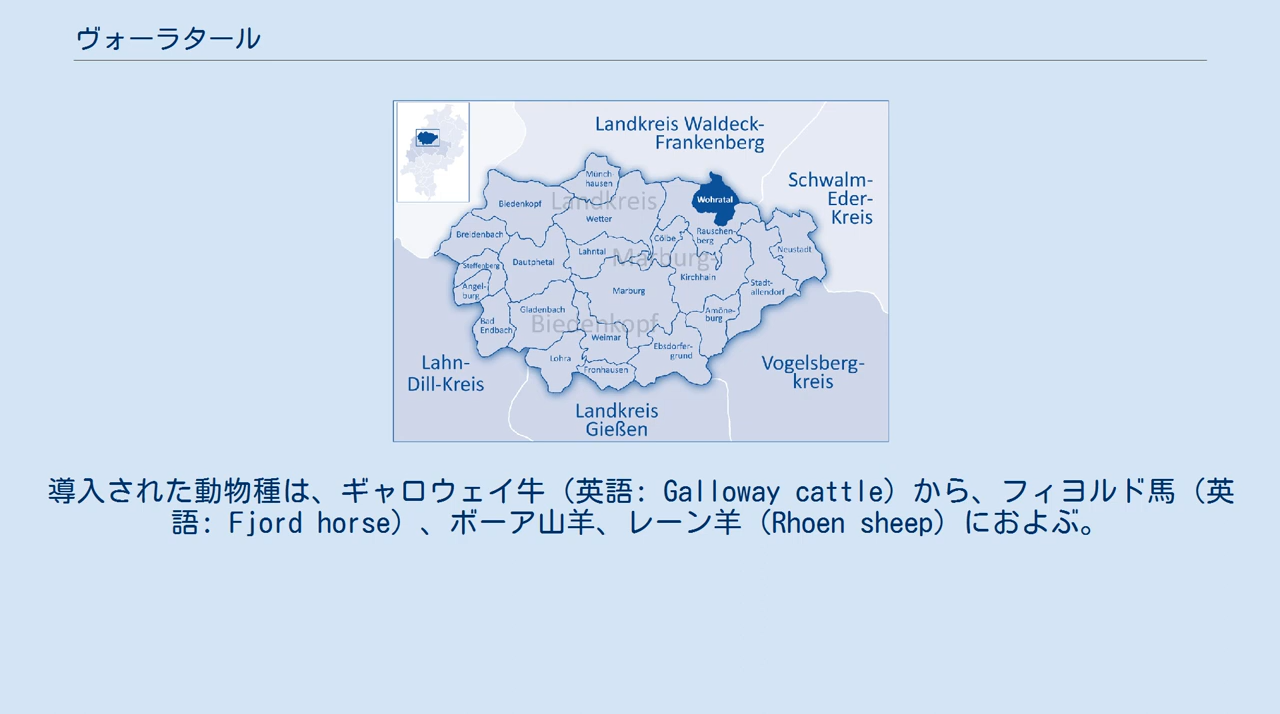 ヴォーラタール
Landkreis Waldeck-
Frankenberg
Schwalm-
Eder-
Kreis
Münch-
hausen
Wohratal
Biedenkopf
Landkreis
Wetter
Rauschen-
berg
Breidenbach
Cölbe
Neustadt
Lahntal
Marburg-
Steffenberg
Dautphetal
Kirchhain
Angel-
burg
Marburg
Stadt-
allendorf
Gladenbach
Amöne-
burg
Bad
Endbach
Biedenkopf
Weimar
Ebsdorfer-
grund
Lohra
Fronhausen
Lahn-
Dill-Kreis
Vogelsberg-
kreis
Landkreis
Gießen
導入された動物種は、ギャロウェイ牛（英語: Galloway cattle）から、フィヨルド馬（英
語: Fjord horse）、ボーア山羊、レーン羊（Rhoen sheep）におよぶ。